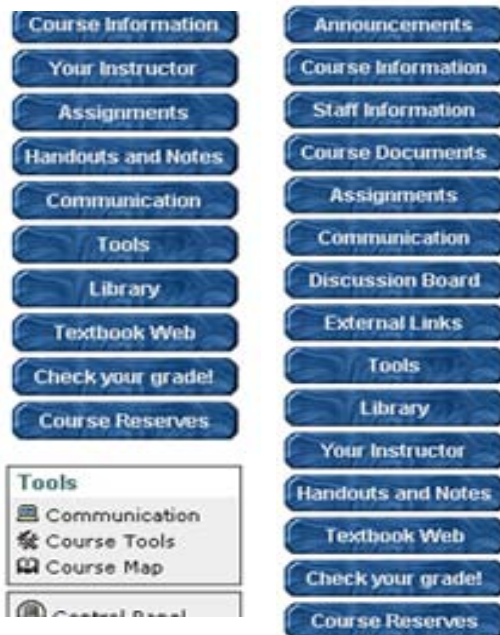 Course Information
Your Instructor
Assignments
Handouts and Notes
Communication
Tools
Library
Textbook Web
Check your grade!
Course Reserves
Tools
Communication
Course Tools
Course Map
Control Panel
Announcements
Course Information
Staff Information
Course Documents
Assignments
Communication
Discussion Board
External Links
Tools
Library
Your Instructor
Handouts and Notes
Textbook Web
Check your grade!
Course Reserves